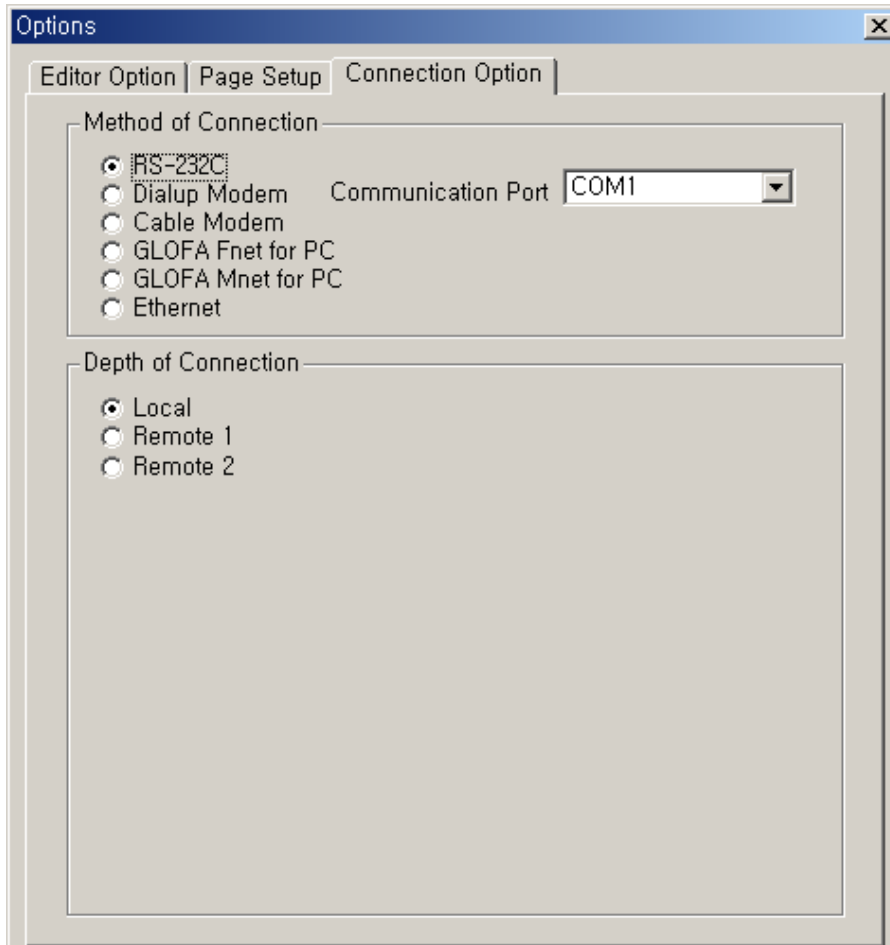 Options
Editor Option Page Setup Connection Option
Method of Connection
RS-232C
Dialup Modem Communication Port COM1
Cable Modem
GLOFA Fnet for PC
GLOFA Mnet for PC
Ethernet
Depth of Connection
Local
Remote 1
Remote 2